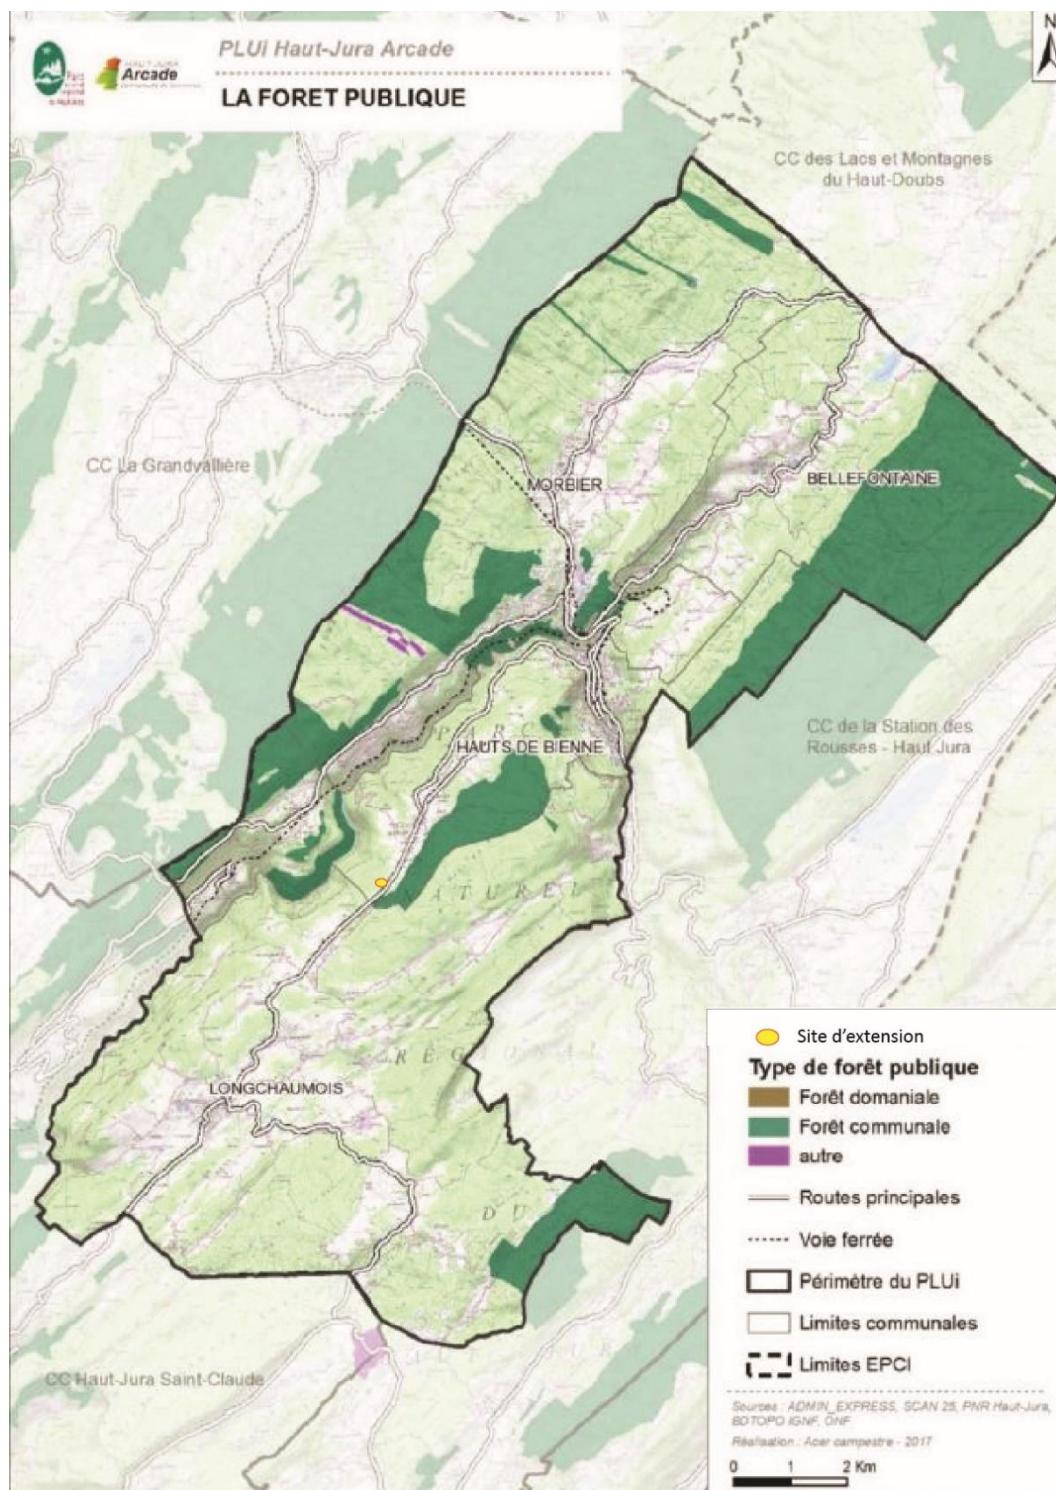 PLUi Haut-Jura Arcade
HAUT-JURA
Arcade
LA FORET PUBLIQUE
N
CC des Lacs et Montagnes
du Haut-Doubs
CC La Grandvallière
MORBIER
BELLEFONTAINE
CC de la Station des
Rousses - Haut Jura
PARC
HAUTS DE BIENNE
NATUREL
RÉGIONAL
LONGCHAUMOIS
DU
HAUT JURA
CC Haut-Jura Saint-Claude
Site d'extension
Type de forêt publique
Forêt domaniale
Forêt communale
autre
Routes principales
Voie ferrée
Périmètre du PLUi
Limites communales
Limites EPCI
Sources : ADMIN_EXPRESS, SCAN 25, PNR Haut-Jura,
BDTOPO IGNF, ONF
Réalisation : Acer campestre - 2017
0 1 2 Km